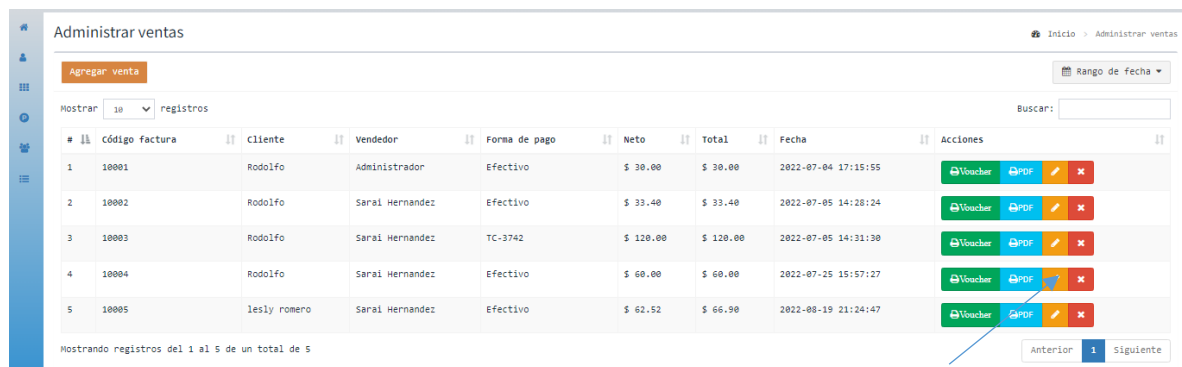 Administrar ventas
Inicio > Administrar ventas
Agregar venta
Rango de fecha
Mostrar 10 registros
Buscar:
# Código factura Cliente Vendedor Forma de pago Neto Total Fecha Acciones
1 10001 Rodolfo Administrador Efectivo $ 30.00 $ 30.00 2022-07-04 17:15:55 Voucher PDF
2 10002 Rodolfo Sarai Hernandez Efectivo $ 33.40 $ 33.40 2022-07-05 14:28:24 Voucher PDF
3 10003 Rodolfo Sarai Hernandez TC-3742 $ 120.00 $ 120.00 2022-07-05 14:31:30 Voucher PDF
4 10004 Rodolfo Sarai Hernandez Efectivo $ 60.00 $ 60.00 2022-07-25 15:57:27 Voucher PDF
5 10005 lesly romero Sarai Hernandez Efectivo $ 62.52 $ 66.90 2022-08-19 21:24:47 Voucher PDF
Mostrando registros del 1 al 5 de un total de 5
Anterior 1 Siguiente